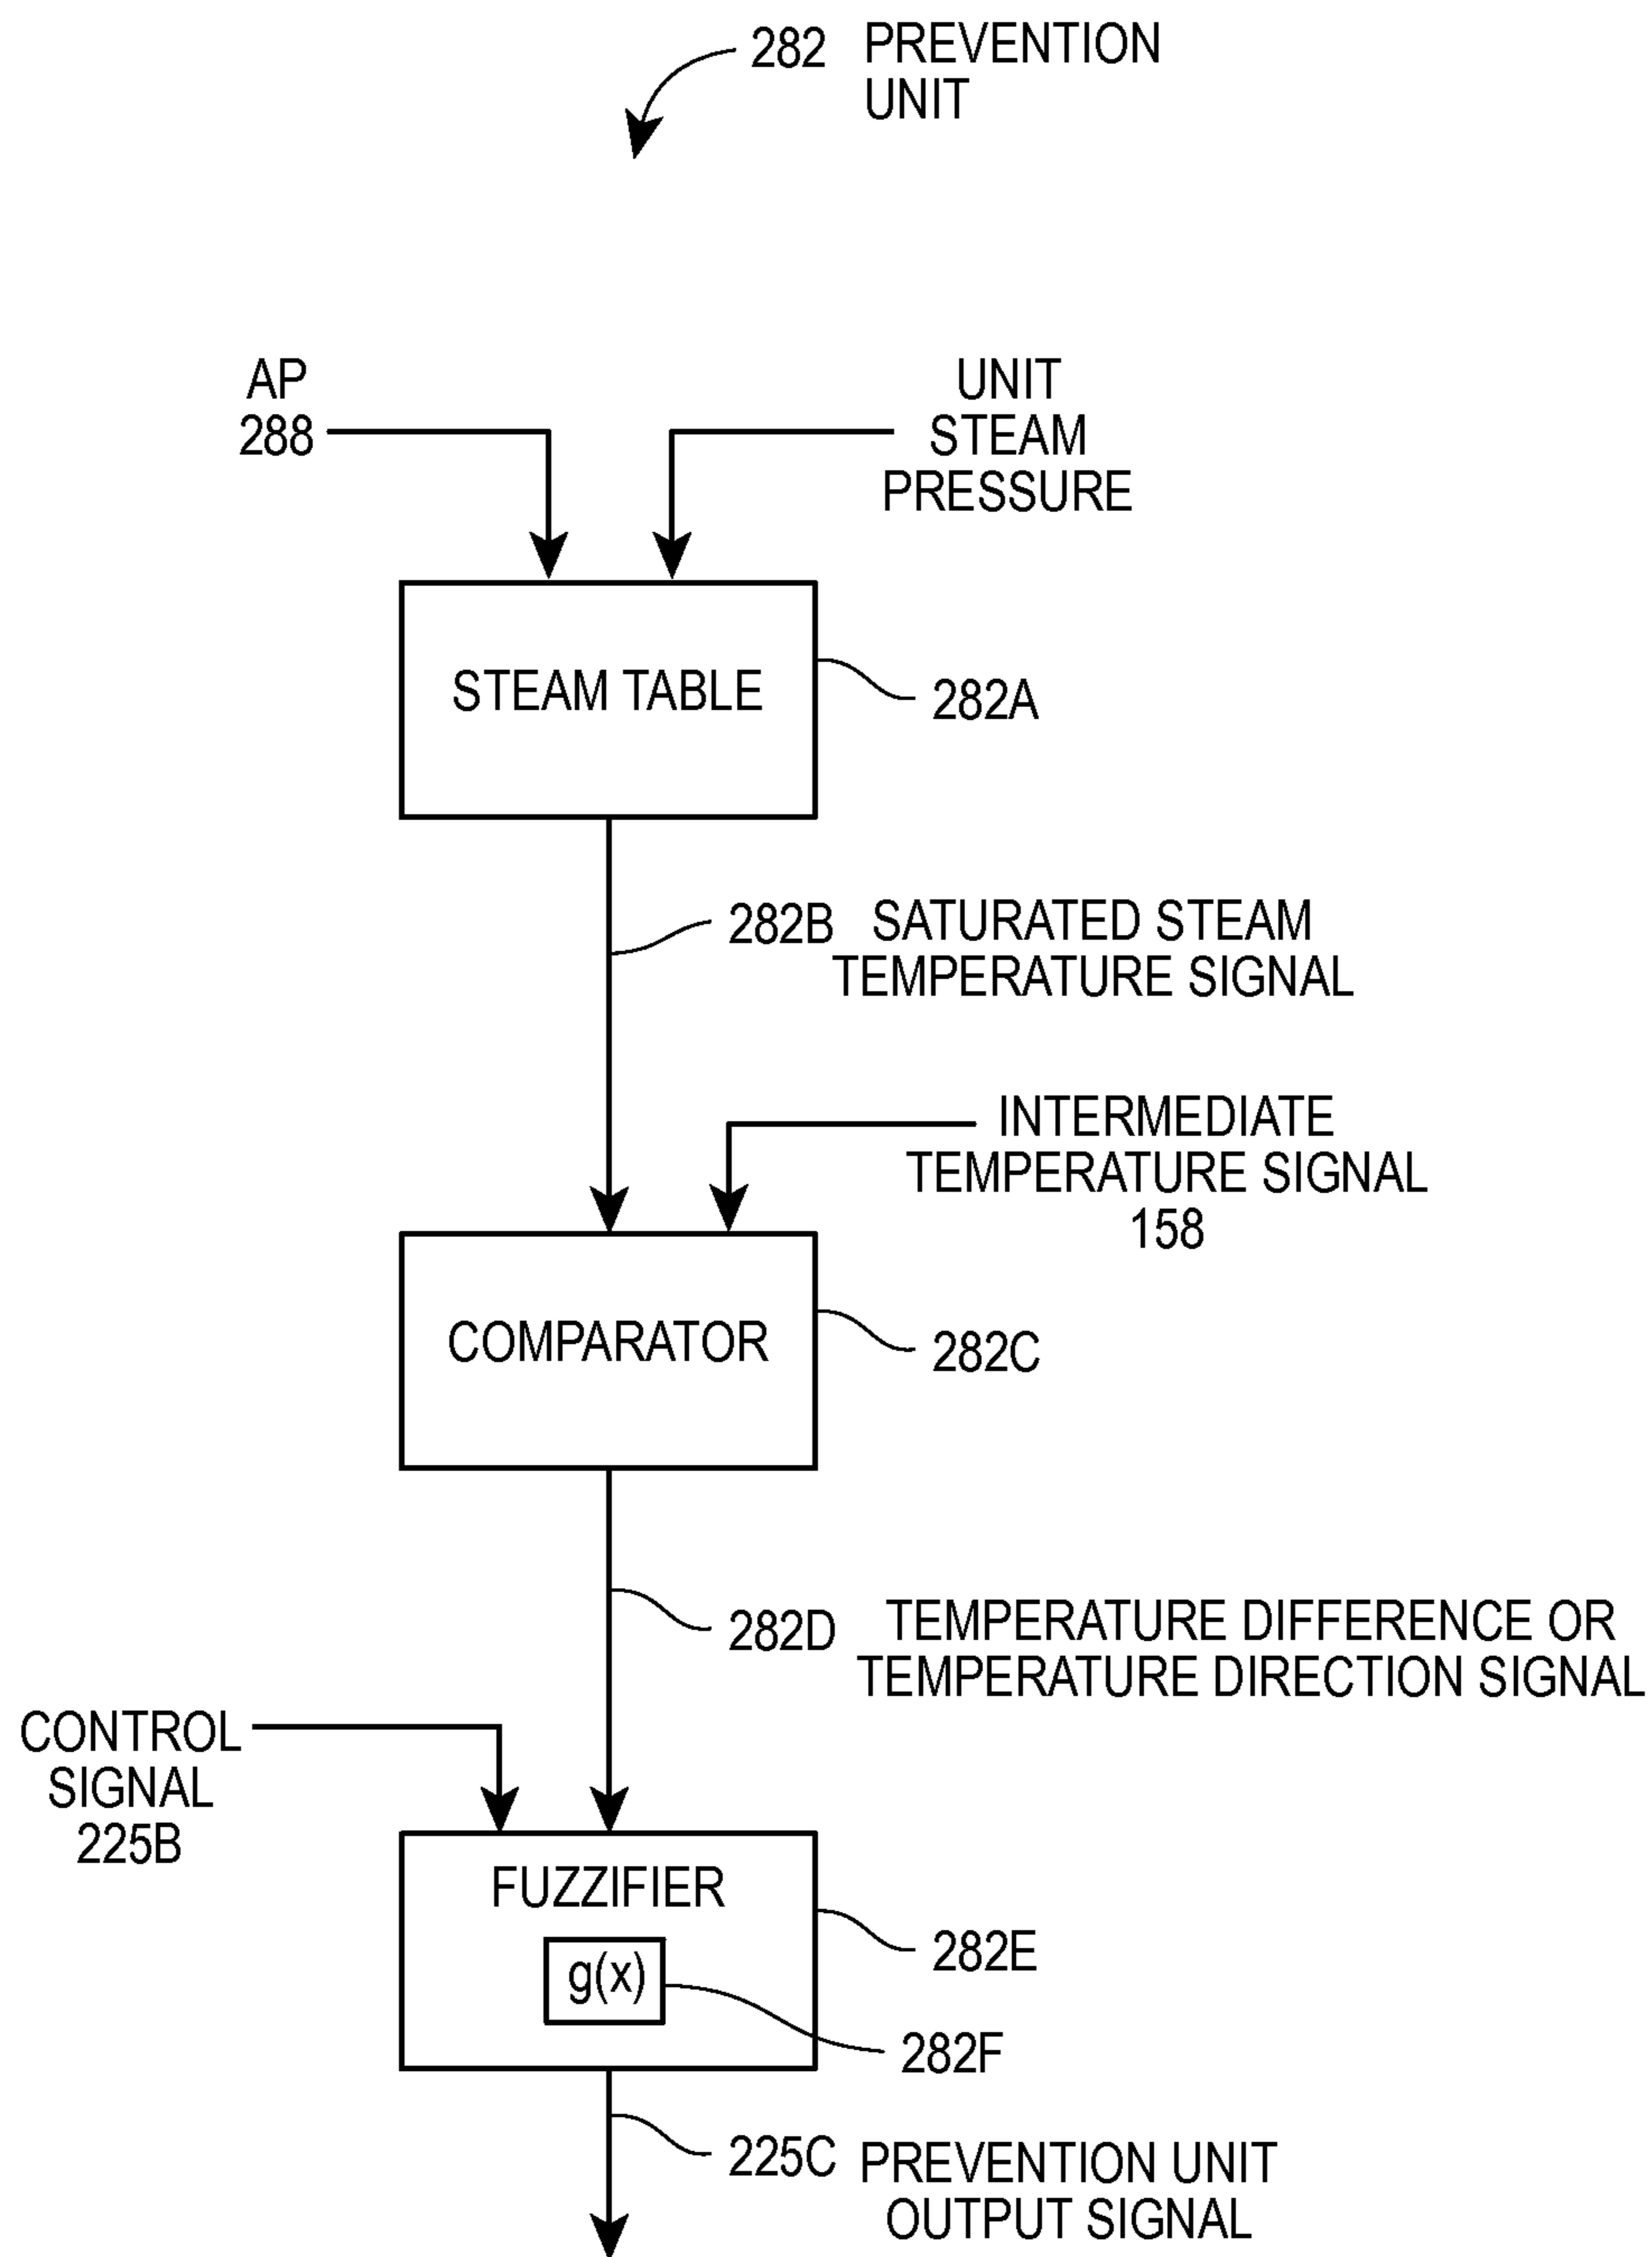 282 PREVENTION
UNIT
AP
288
UNIT
STEAM
PRESSURE
STEAM TABLE
282A
282B SATURATED STEAM
TEMPERATURE SIGNAL
INTERMEDIATE
TEMPERATURE SIGNAL
158
COMPARATOR
282C
282D TEMPERATURE DIFFERENCE OR
TEMPERATURE DIRECTION SIGNAL
CONTROL
SIGNAL
225B
FUZZIFIER
g(x)
282E
282F
225C PREVENTION UNIT
OUTPUT SIGNAL